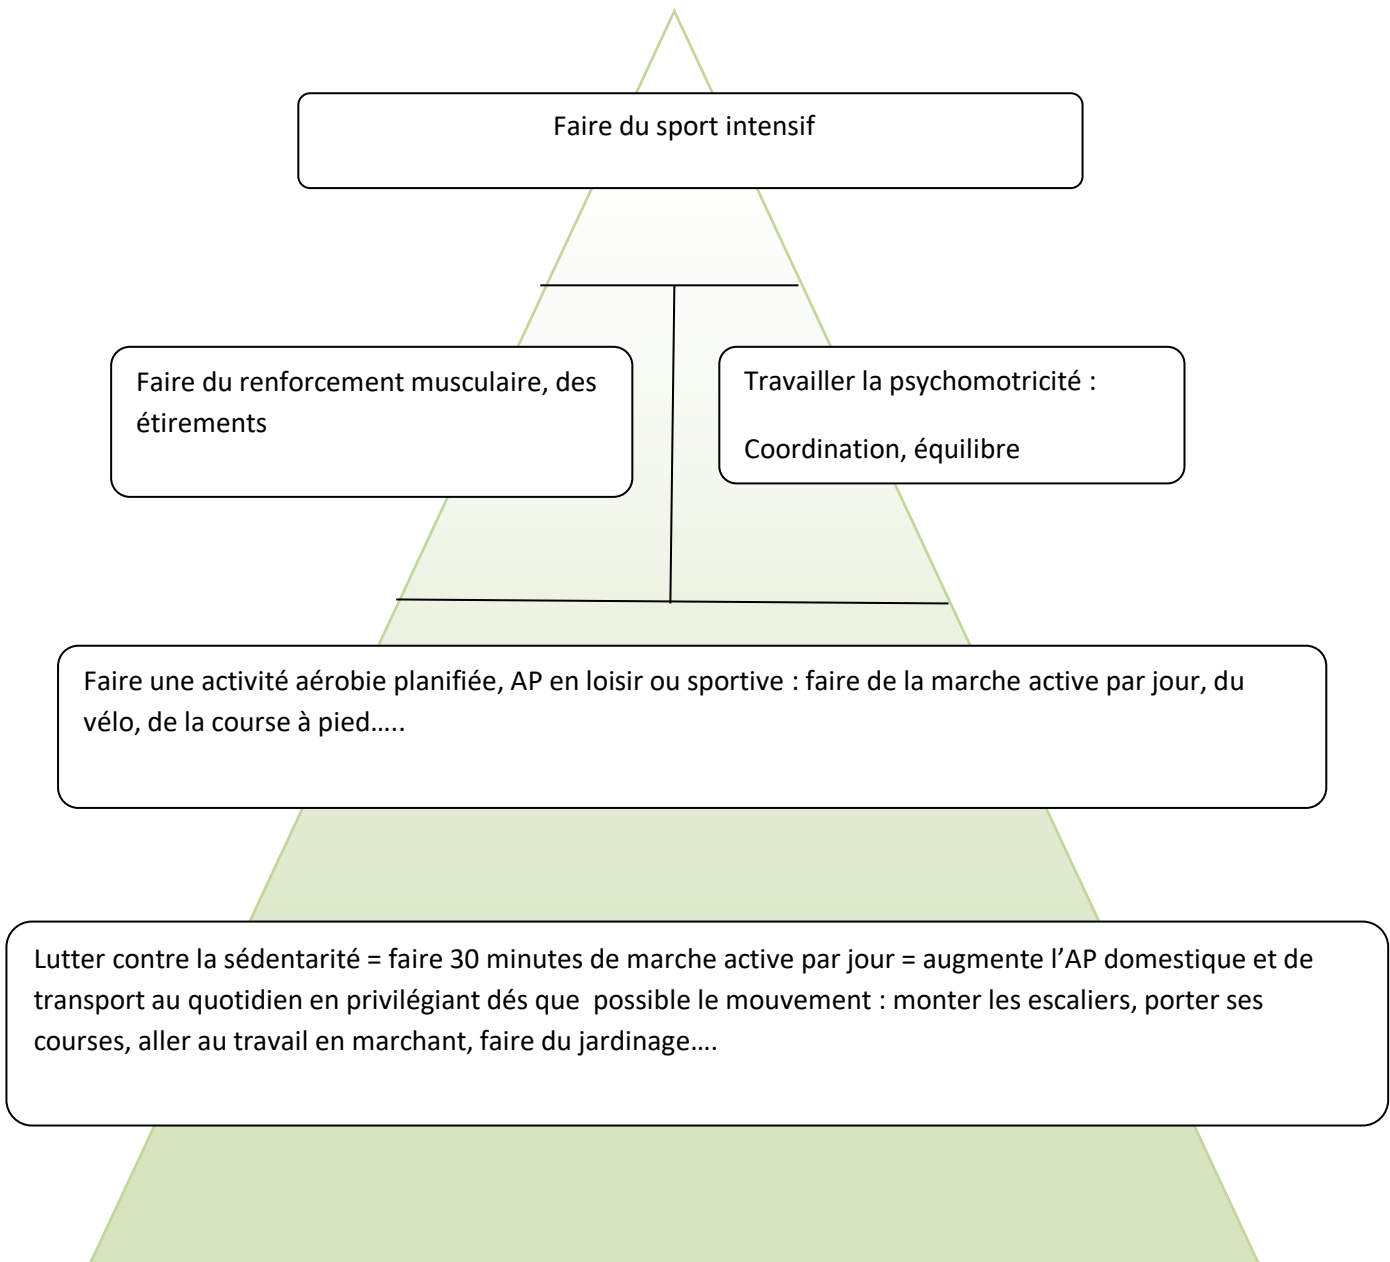 Faire du sport intensif
Faire du renforcement musculaire, des
étirements
Travailler la psychomotricité :
Coordination, équilibre
Faire une activité aérobie planifiée, AP en loisir ou sportive : faire de la marche active par jour, du
vélo, de la course à pied…..
Lutter contre la sédentarité = faire 30 minutes de marche active par jour = augmente l’AP domestique et de
transport au quotidien en privilégiant dés que  possible le mouvement : monter les escaliers, porter ses
courses, aller au travail en marchant, faire du jardinage….